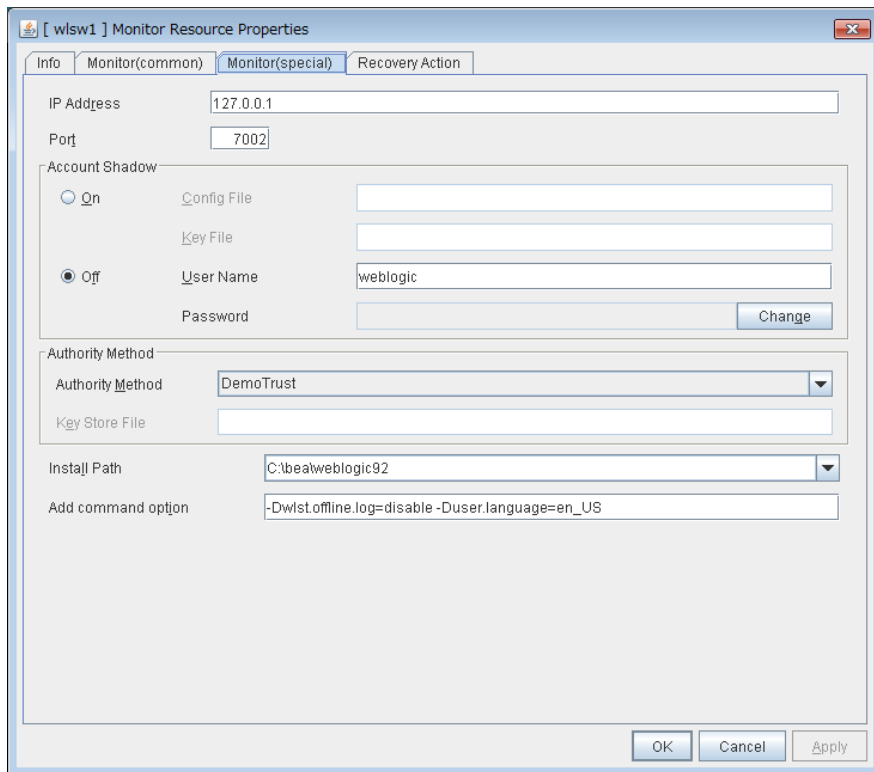 [ wlsw1 ] Monitor Resource Properties
Info Monitor(common) Monitor(special) Recovery Action
IP Address 127.0.0.1
Port 7002
Account Shadow
On Config File
Key File
Off User Name weblogic
Password Change
Authority Method
Authority Method DemoTrust
Key Store File
Install Path C:\bea\weblogic92
Add command option -Dwlst.offline.log=disable -Duser.language=en_US
OK Cancel Apply